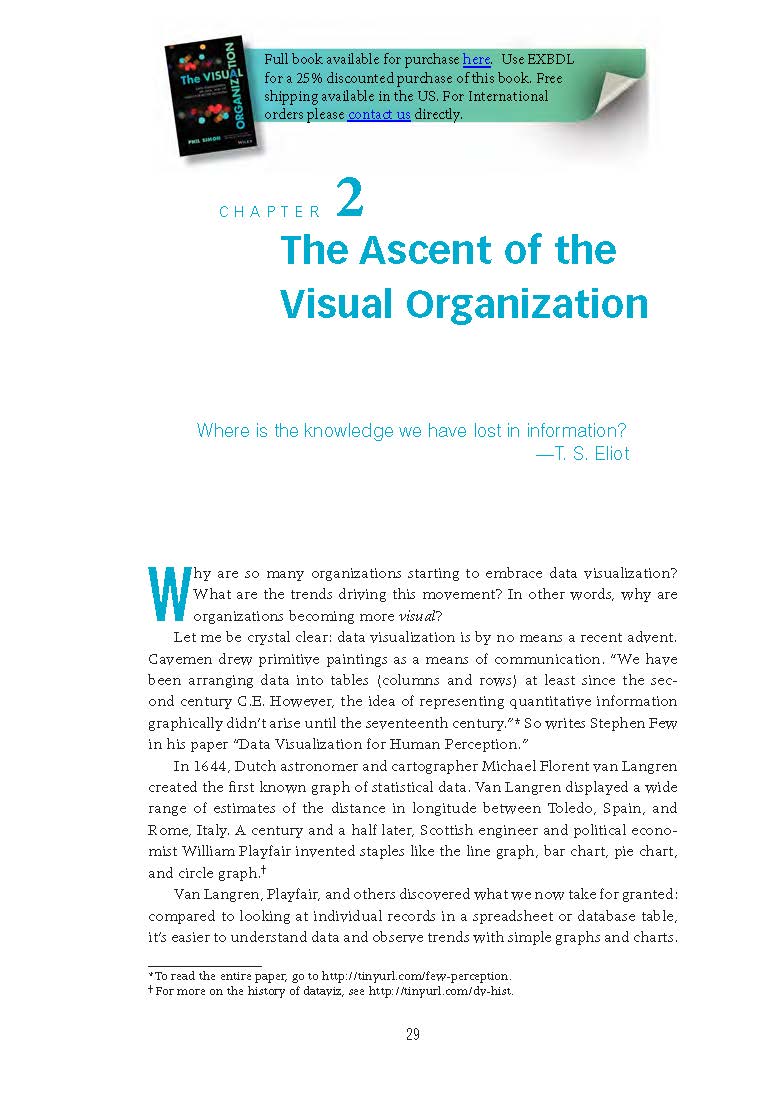 The VISUAL
ORGANIZATION
PHIL SIMON
WILEY
Full book available for purchase here. Use EXBDL
for a 25% discounted purchase of this book. Free
shipping available in the US. For International
orders please contact us directly.
CHAPTER 2
The Ascent of the
Visual Organization
Where is the knowledge we have lost in information?
—T. S. Eliot
Why are so many organizations starting to embrace data visualization?
What are the trends driving this movement? In other words, why are
organizations becoming more visual?
Let me be crystal clear: data visualization is by no means a recent advent.
Cavemen drew primitive paintings as a means of communication. “We have
been arranging data into tables (columns and rows) at least since the sec-
ond century C.E. However, the idea of representing quantitative information
graphically didn’t arise until the seventeenth century.”* So writes Stephen Few
in his paper “Data Visualization for Human Perception.”
In 1644, Dutch astronomer and cartographer Michael Florent van Langren
created the first known graph of statistical data. Van Langren displayed a wide
range of estimates of the distance in longitude between Toledo, Spain, and
Rome, Italy. A century and a half later, Scottish engineer and political econo-
mist William Playfair invented staples like the line graph, bar chart, pie chart,
and circle graph.†
Van Langren, Playfair, and others discovered what we now take for granted:
compared to looking at individual records in a spreadsheet or database table,
it’s easier to understand data and observe trends with simple graphs and charts.
*To read the entire paper, go to http://tinyurl.com/few-perception.
† For more on the history of dataviz, see http://tinyurl.com/dv-hist.
29